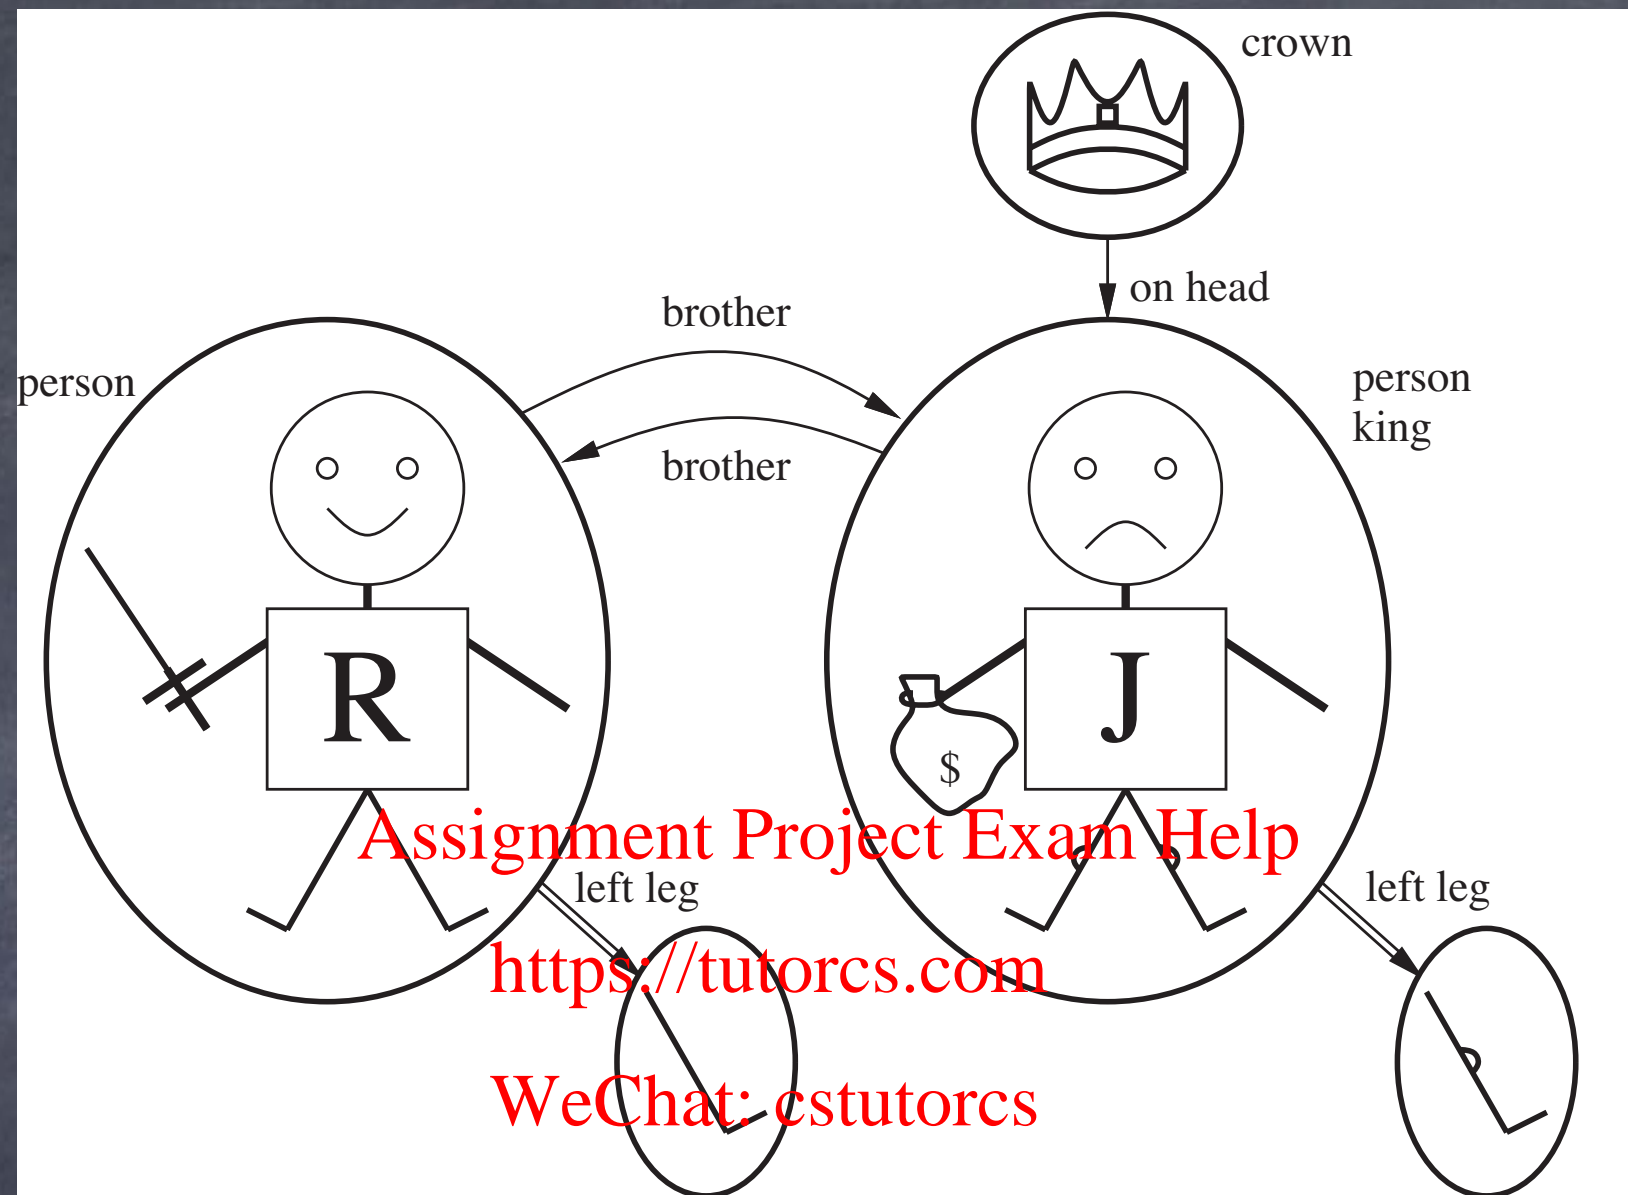 crown
on head
brother
person
person
king
brother
R
J
$
Assignment Project Exam Help
left leg
left leg
https://tutorcs.com
WeChat: cstutorcs